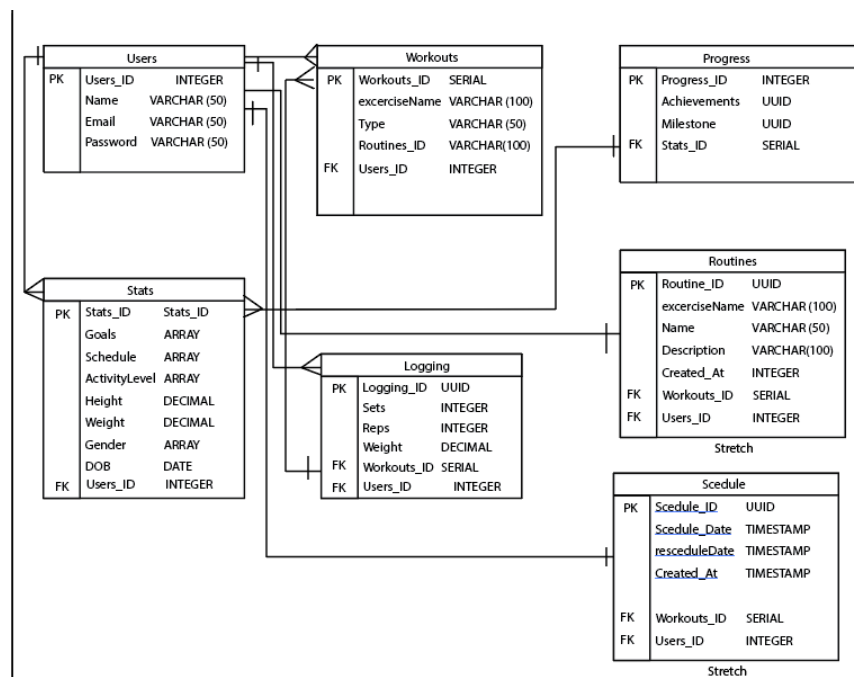 Users
PK Users_ID INTEGER
Name VARCHAR (50)
Email VARCHAR (50)
Password VARCHAR (50)
Workouts
PK Workouts_ID SERIAL
excerciseName VARCHAR (100)
Type VARCHAR (50)
Routines_ID VARCHAR(100)
FK Users_ID INTEGER
Progress
PK Progress_ID INTEGER
Achievements UUID
Milestone UUID
FK Stats_ID SERIAL
Stats
PK Stats_ID Stats_ID
Goals ARRAY
Schedule ARRAY
ActivityLevel ARRAY
Height DECIMAL
Weight DECIMAL
Gender ARRAY
DOB DATE
FK Users_ID INTEGER
Logging
PK Logging_ID UUID
Sets INTEGER
Reps INTEGER
Weight DECIMAL
FK Workouts_ID SERIAL
FK Users_ID INTEGER
Routines
PK Routine_ID UUID
excerciseName VARCHAR (100)
Name VARCHAR (50)
Description VARCHAR(100)
Created_At INTEGER
FK Workouts_ID SERIAL
FK Users_ID INTEGER
Stretch
Scedule
PK Scedule_ID UUID
Scedule_Date TIMESTAMP
resceduleDate TIMESTAMP
Created_At TIMESTAMP
FK Workouts_ID SERIAL
FK Users_ID INTEGER
Stretch